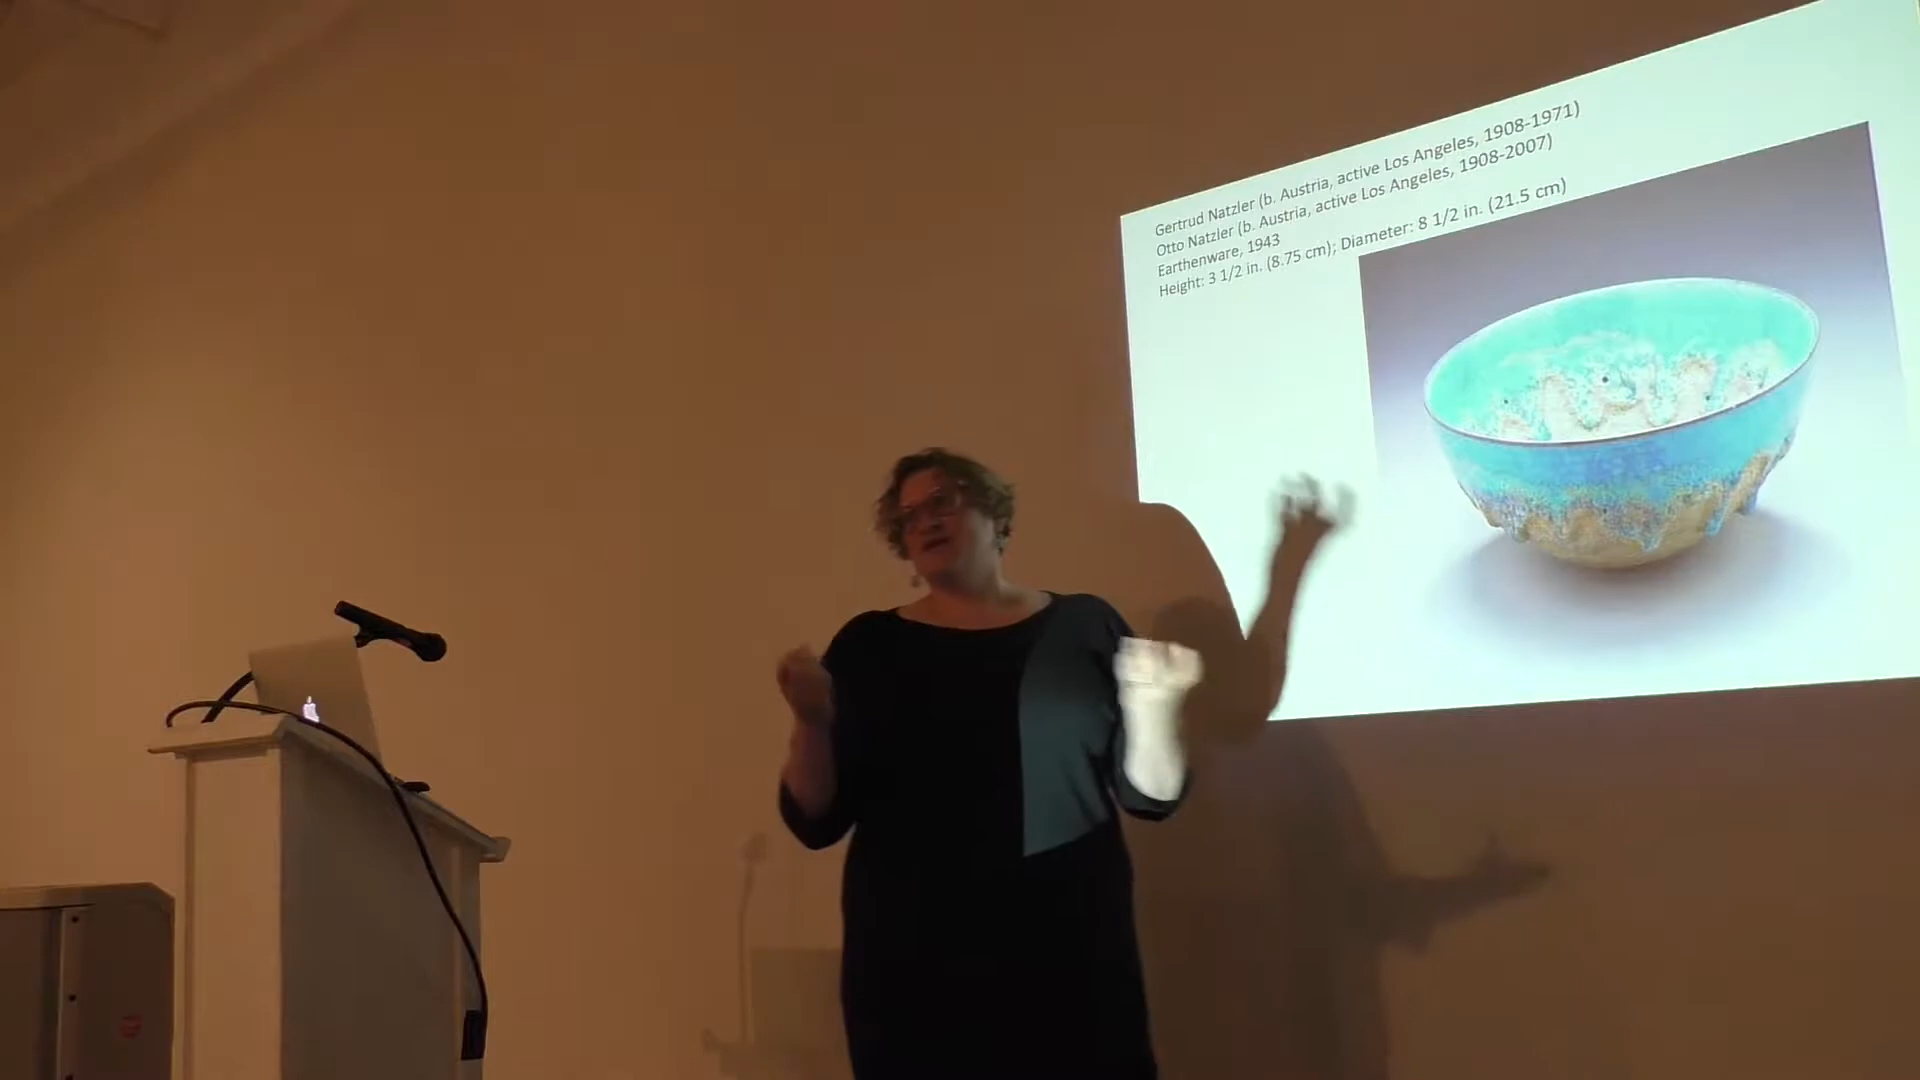 Gertrud Natzler (b. Austria, active Los Angeles, 1908-1971)
Otto Natzler (b. Austria, active Los Angeles, 1908-2007)
Earthenware, 1943
Height: 3 1/2 in. (8.75 cm); Diameter: 8 1/2 in. (21.5 cm)